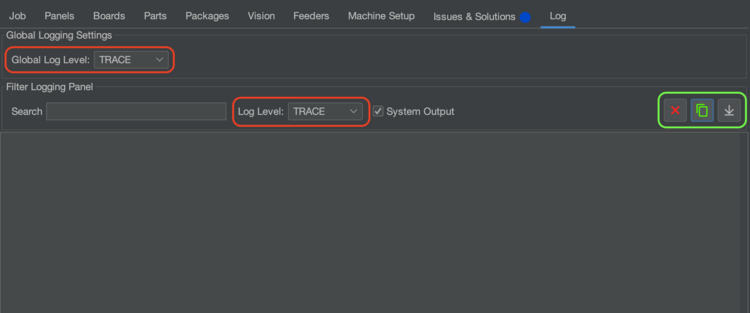 Job Panels Boards Parts Packages Vision Feeders Machine Setup Issues & Solutions Log
Global Logging Settings
Global Log Level: TRACE
Filter Logging Panel
Search Log Level: TRACE System Output